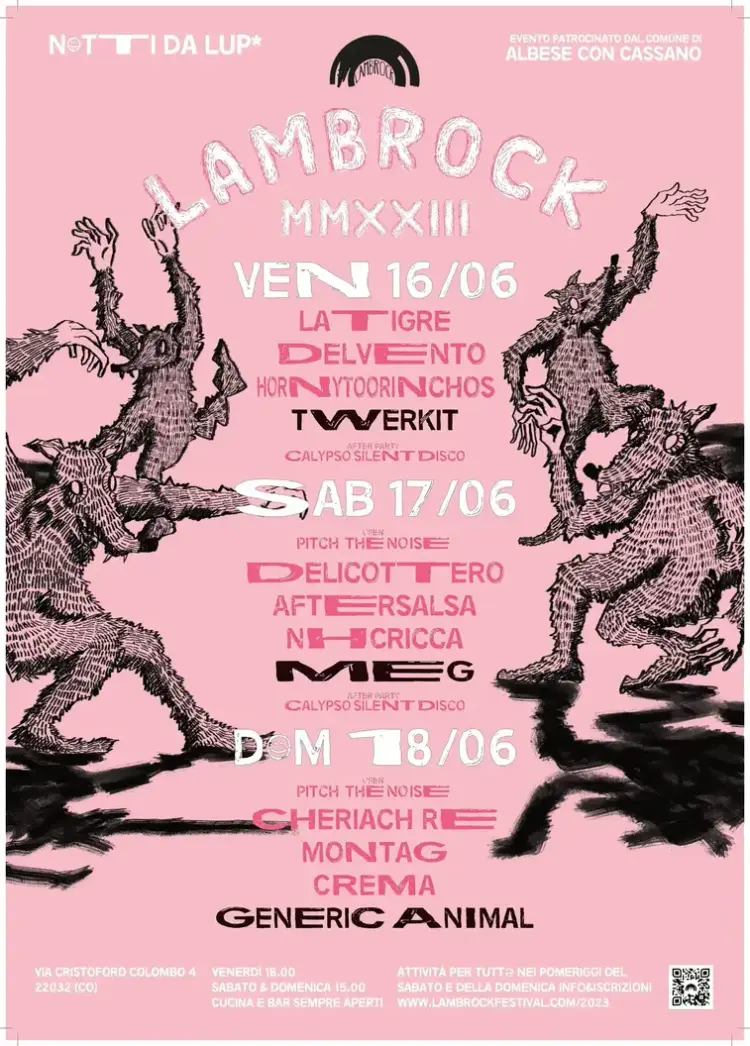 NOTTI DA LUP*
EVENTO PATROCINATO DAL COMUNE DI
ALBESE CON CASSANO
LAMBROCK
LAMBROCK
MMXXIII
VEN 16/06
LA TIGRE
DELVENTO
HORNYTOORINCHOS
TWERKIT
AFTER PARTY
CALYPSO SILENT DISCO
SAB 17/06
OPEN
PITCH THE NOISE
DELICOTTERO
AFTERSALSA
NHCRICCA
MEG
AFTER PARTY
CALYPSO SILENT DISCO
DOM 18/06
OPEN
PITCH THE NOISE
CHERIACH RE
MONTAG
CREMA
GENERIC ANIMAL
VIA CRISTOFORO COLOMBO 4
22032 (CO)
VENERDÌ 18.00
SABATO & DOMENICA 15.00
CUCINA E BAR SEMPRE APERTI
ATTIVITÀ PER TUTTƏ NEI POMERIGGI DEL
SABATO E DELLA DOMENICA INFO&ISCRIZIONI
WWW.LAMBROCKFESTIVAL.COM/2023